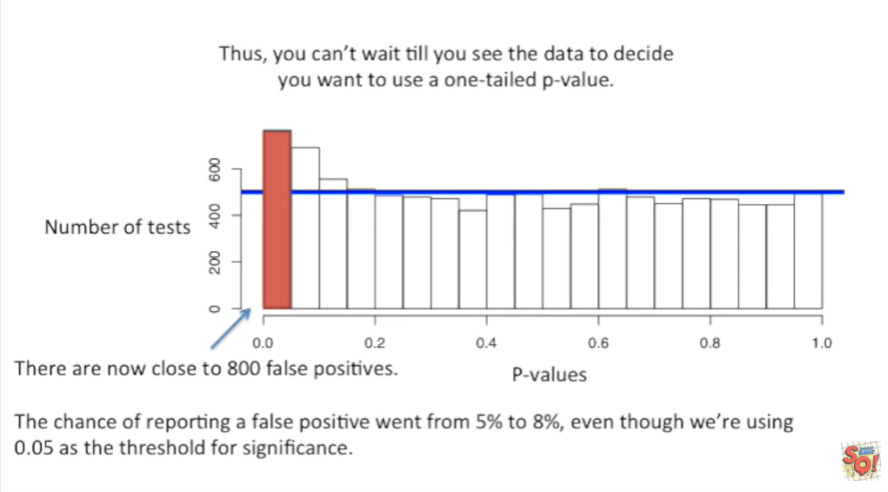 Thus, you can't wait till you see the data to decide
you want to use a one-tailed p-value.
600
400
200
0
Number of tests
0.0 0.2 0.4 0.6 0.8 1.0
There are now close to 800 false positives.
P-values
The chance of reporting a false positive went from 5% to 8%, even though we're using
0.05 as the threshold for significance.
SQ!